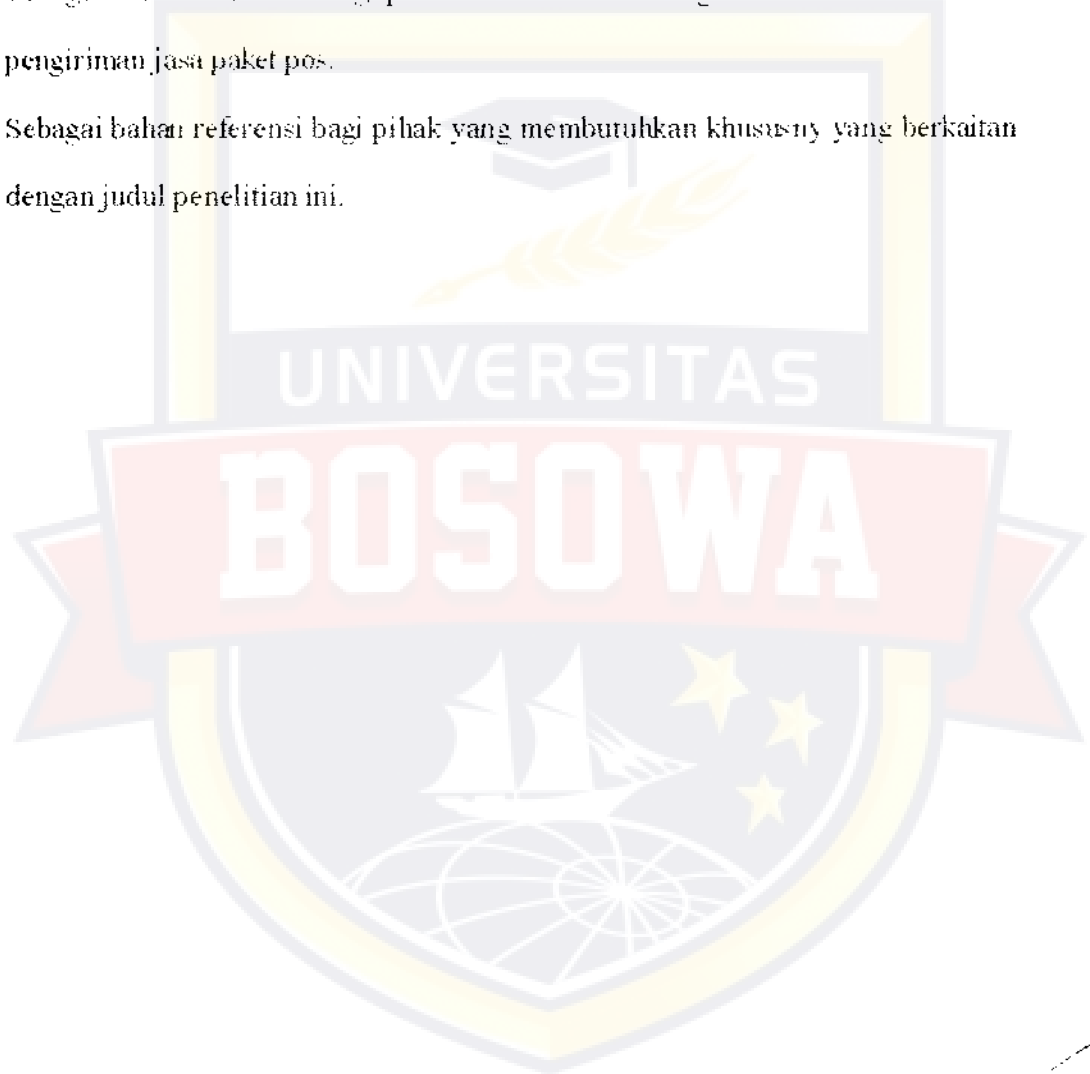 pengiriman jasa paket pos.
Sebagai bahan referensi bagi pihak yang membutuhkan khususny yang berkaitan
dengan judul penelitian ini.
UNIVERSITAS
BOSOWA